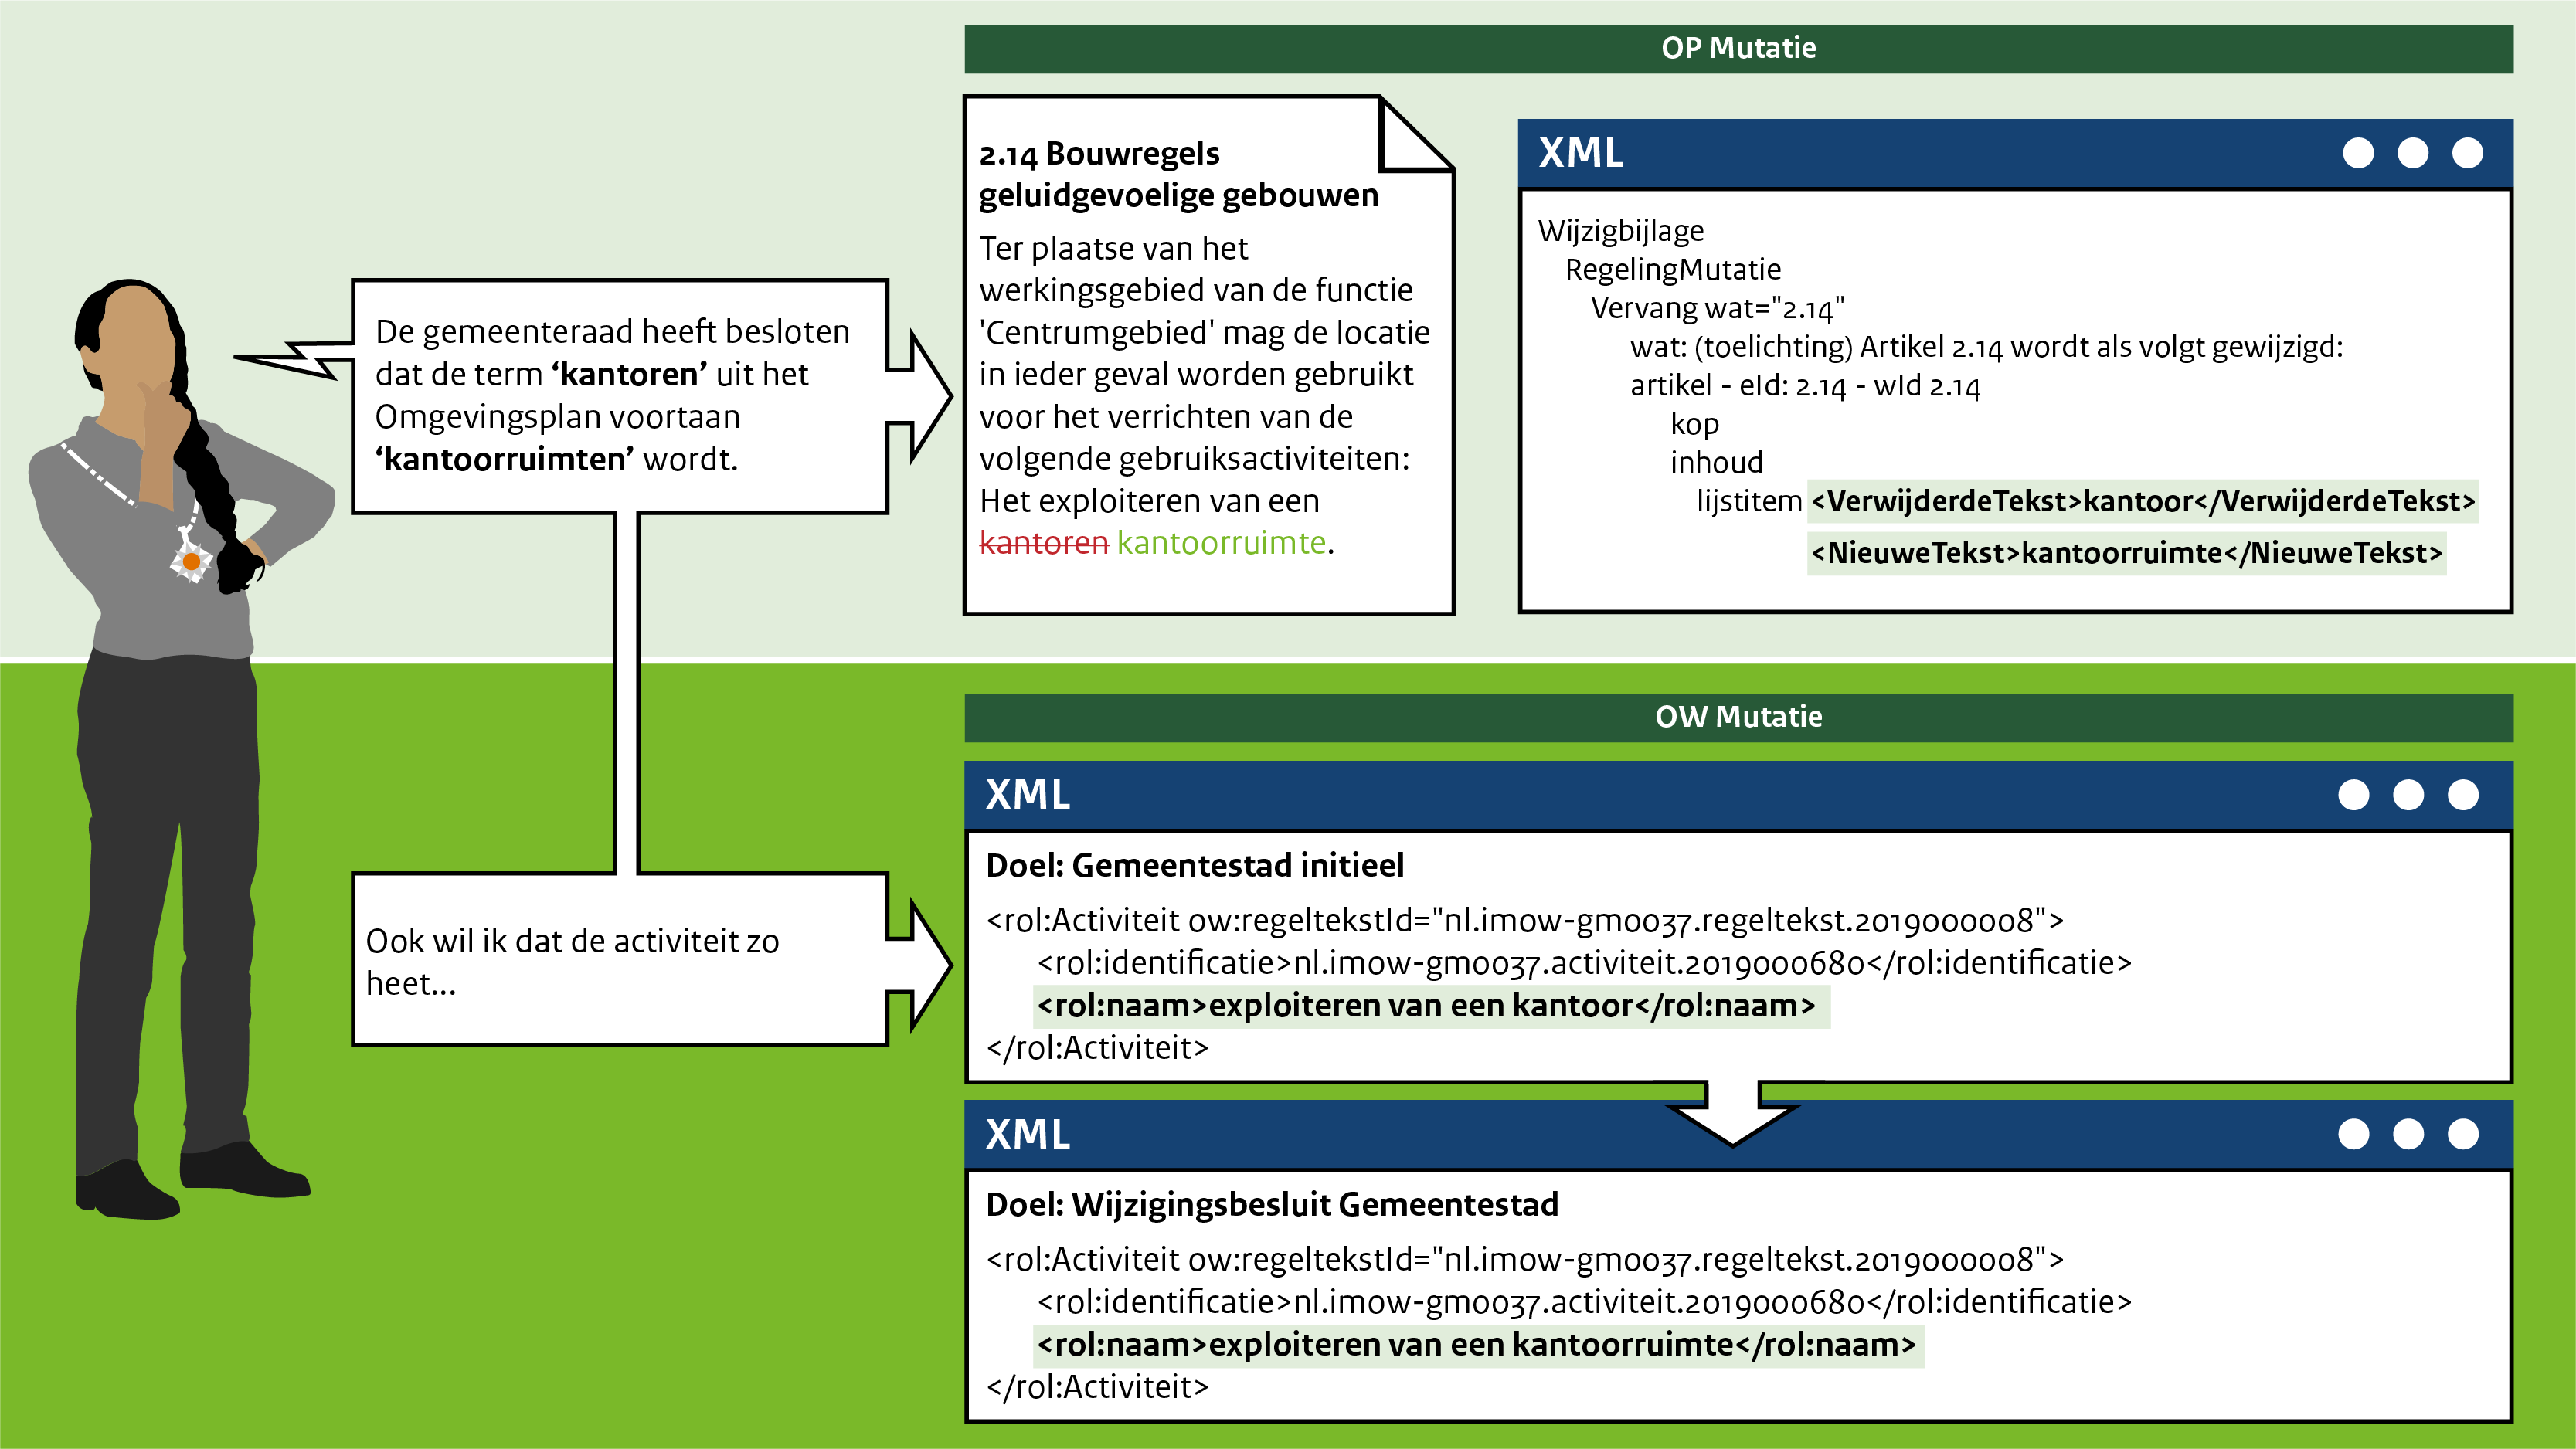 OP Mutatie
De gemeenteraad heeft besloten
dat de term ‘kantoren’ uit het
Omgevingsplan voortaan
‘kantoorruimten’ wordt.
2.14 Bouwregels
geluidgevoelige gebouwen
Ter plaatse van het
werkingsgebied van de functie
'Centrumgebied' mag de locatie
in ieder geval worden gebruikt
voor het verrichten van de
volgende gebruiksactiviteiten:
Het exploiteren van een
kantoren kantoorruimte.
XML
Wijzigbijlage
RegelingMutatie
Vervang wat="2.14"
wat: (toelichting) Artikel 2.14 wordt als volgt gewijzigd:
artikel - eId: 2.14 - wId 2.14
kop
inhoud
lijstitem <VerwijderdeTekst>kantoor</VerwijderdeTekst>
<NieuweTekst>kantoorruimte</NieuweTekst>
OW Mutatie
Ook wil ik dat de activiteit zo
heet...
XML
Doel: Gemeentestad initieel
<rol:Activiteit ow:regeltekstId="nl.imow-gm0037.regeltekst.2019000008">
<rol:identificatie>nl.imow-gm0037.activiteit.2019000680</rol:identificatie>
<rol:naam>exploiteren van een kantoor</rol:naam>
</rol:Activiteit>
XML
Doel: Wijzigingsbesluit Gemeentestad
<rol:Activiteit ow:regeltekstId="nl.imow-gm0037.regeltekst.2019000008">
<rol:identificatie>nl.imow-gm0037.activiteit.2019000680</rol:identificatie>
<rol:naam>exploiteren van een kantoorruimte</rol:naam>
</rol:Activiteit>